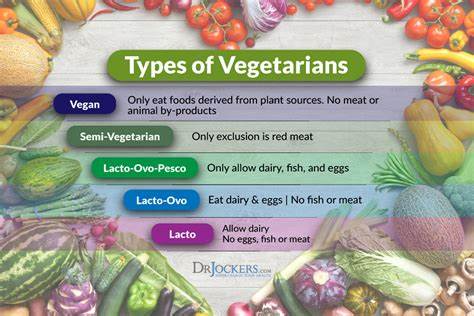 Types of Vegetarians
Vegan
Only eat foods derived from plant sources. No meat or
animal by-products
Semi-Vegetarian
Only exclusion is red meat
Lacto-Ovo-Pesco
Only allow dairy, fish, and eggs
Lacto-Ovo
Eat dairy & eggs | No fish or meat
Lacto
Allow dairy
No eggs, fish or meat
DRJOCKERS.COM